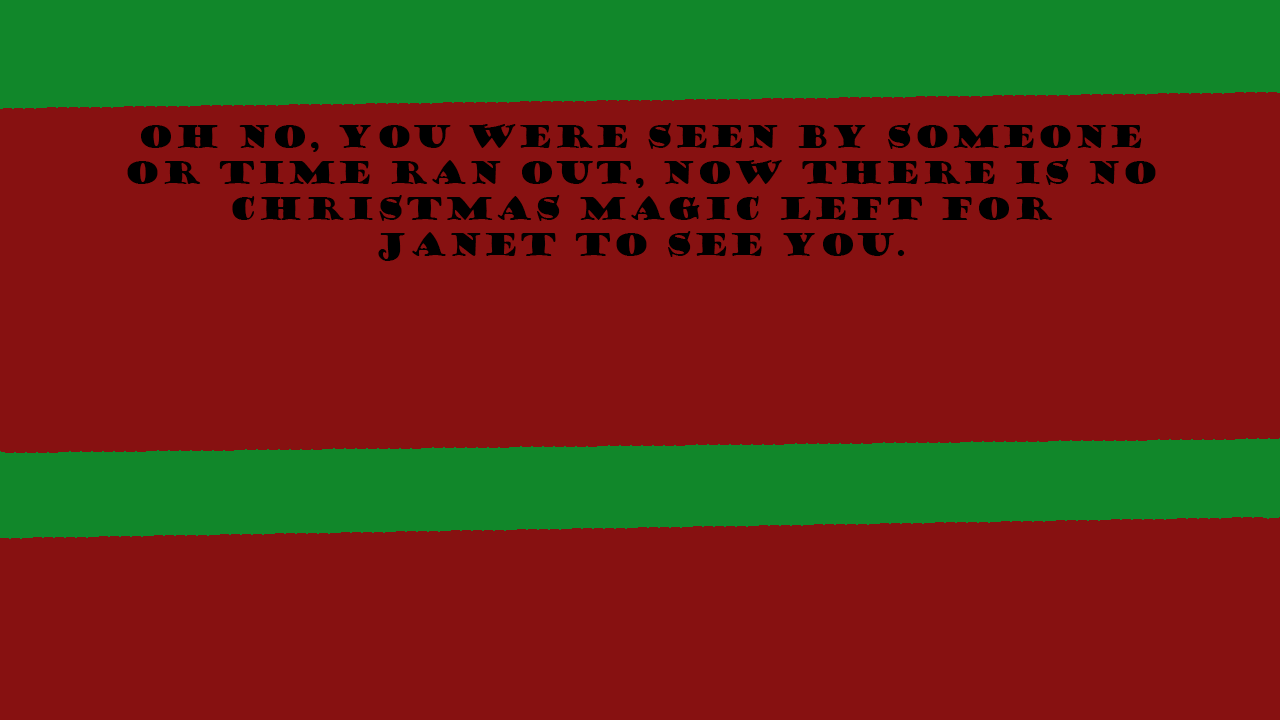 OH NO, YOU WERE SEEN BY SOMEONE
OR TIME RAN OUT, NOW THERE IS NO
CHRISTMAS MAGIC LEFT FOR
JANET TO SEE YOU.